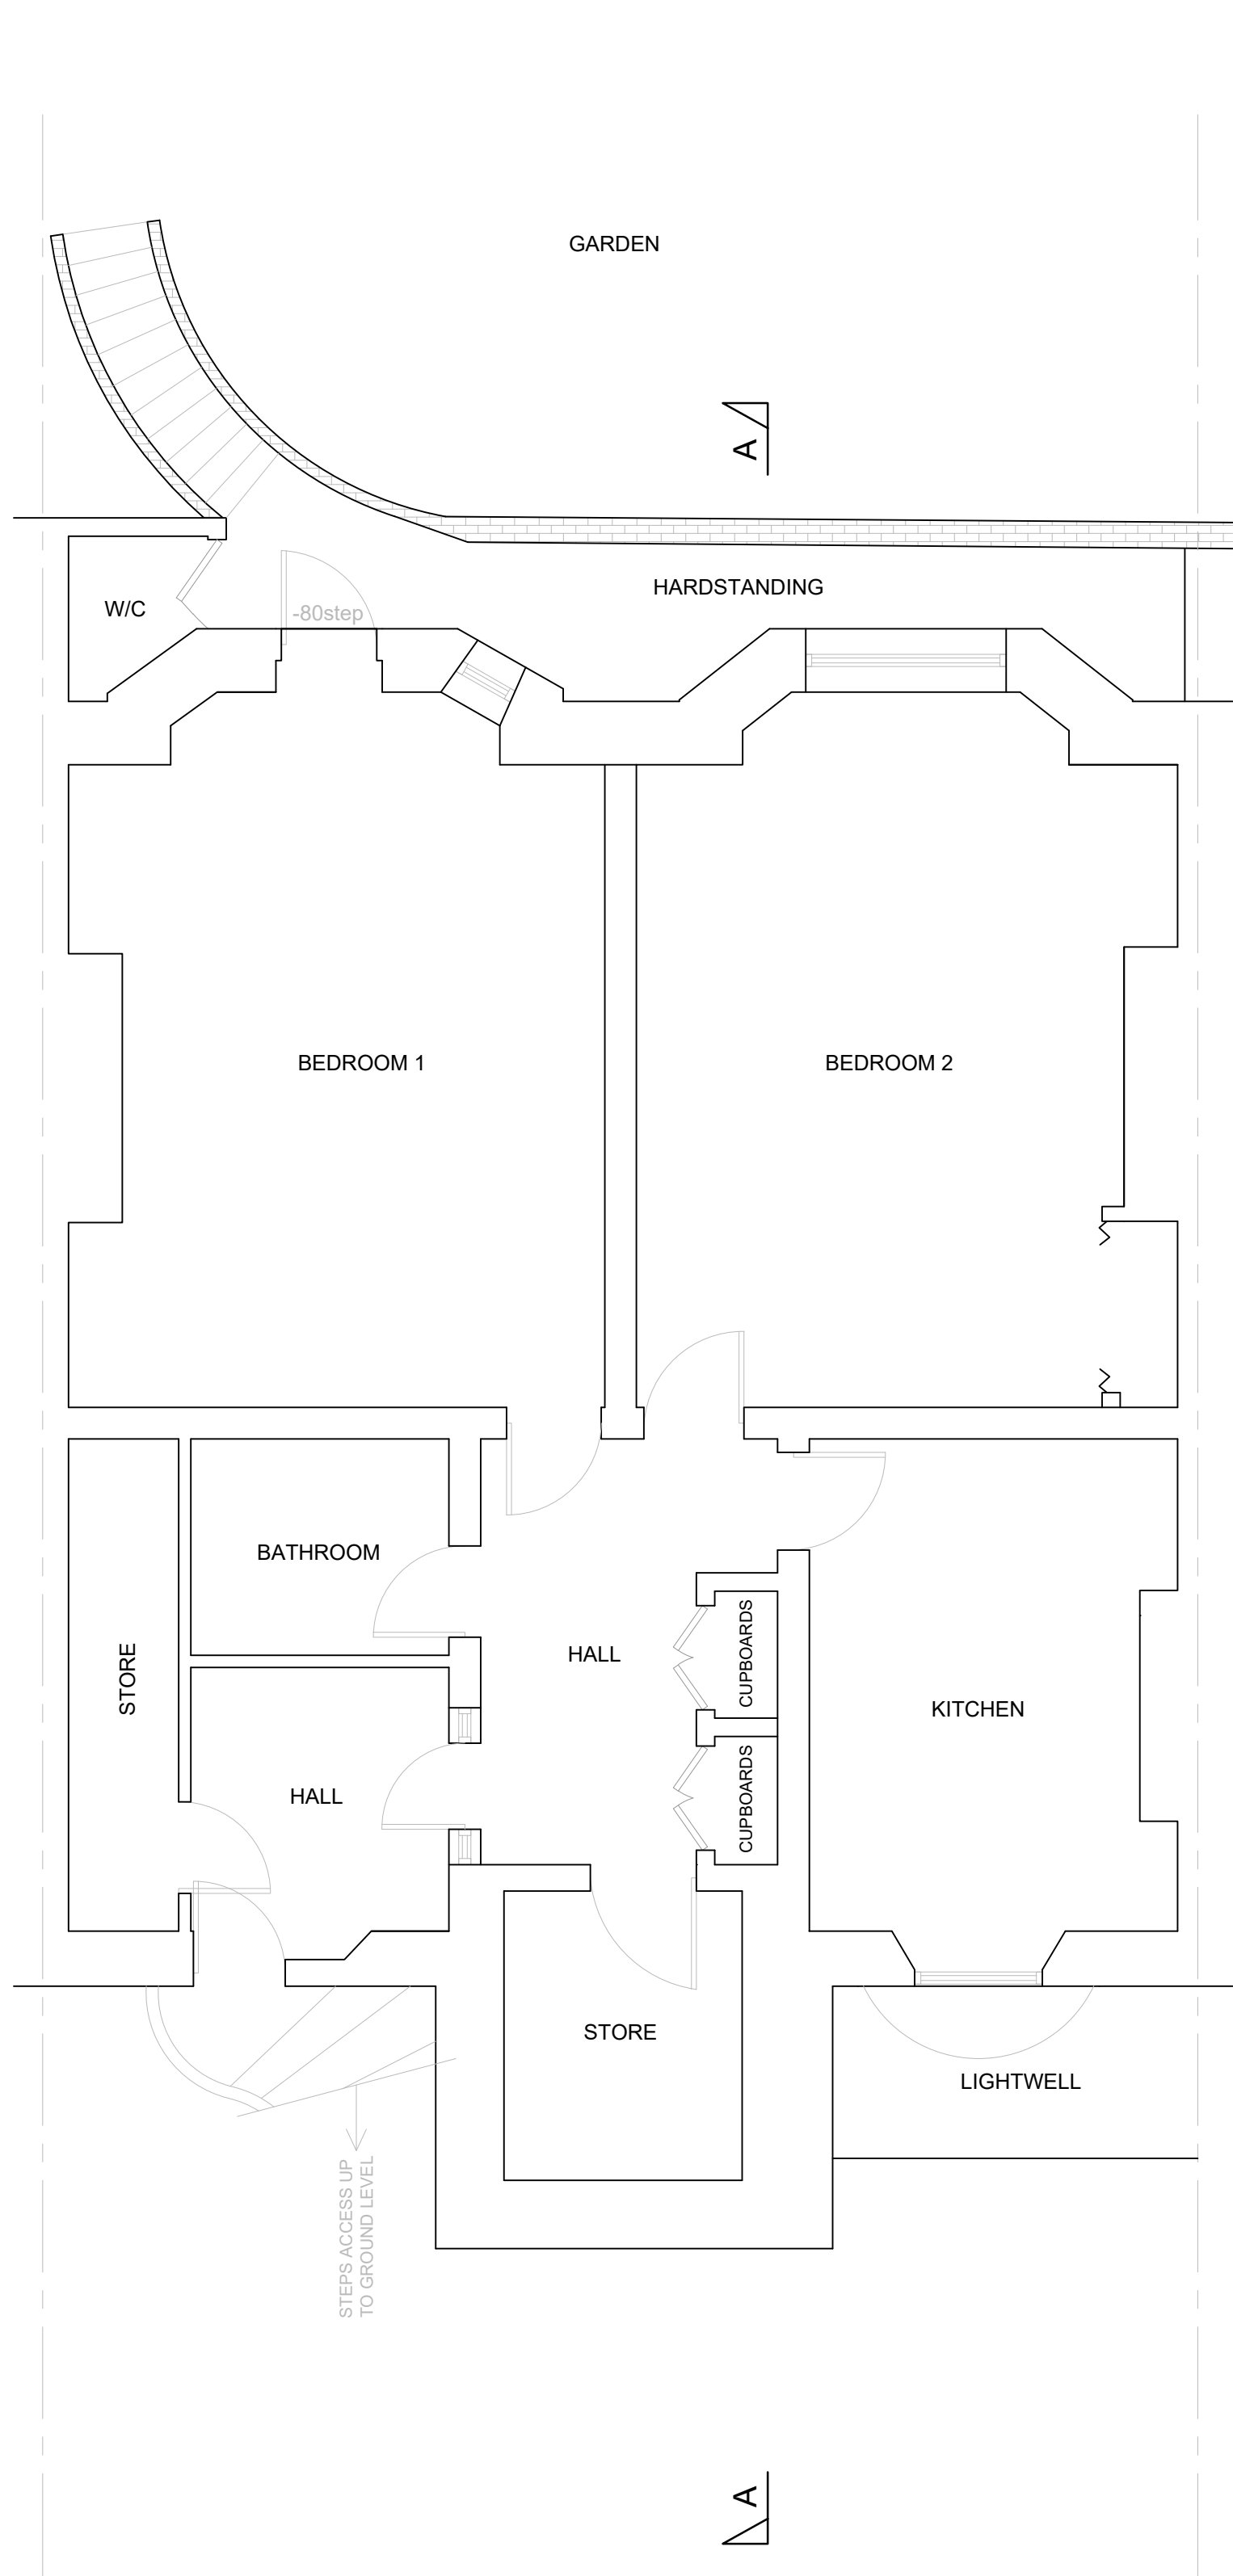 GARDEN
A
HARDSTANDING
W/C
-80step
BEDROOM 1
BEDROOM 2
BATHROOM
STORE
HALL
CUPBOARDS
KITCHEN
HALL
CUPBOARDS
STORE
LIGHTWELL
STEPS ACCESS UP
TO GROUND LEVEL
A